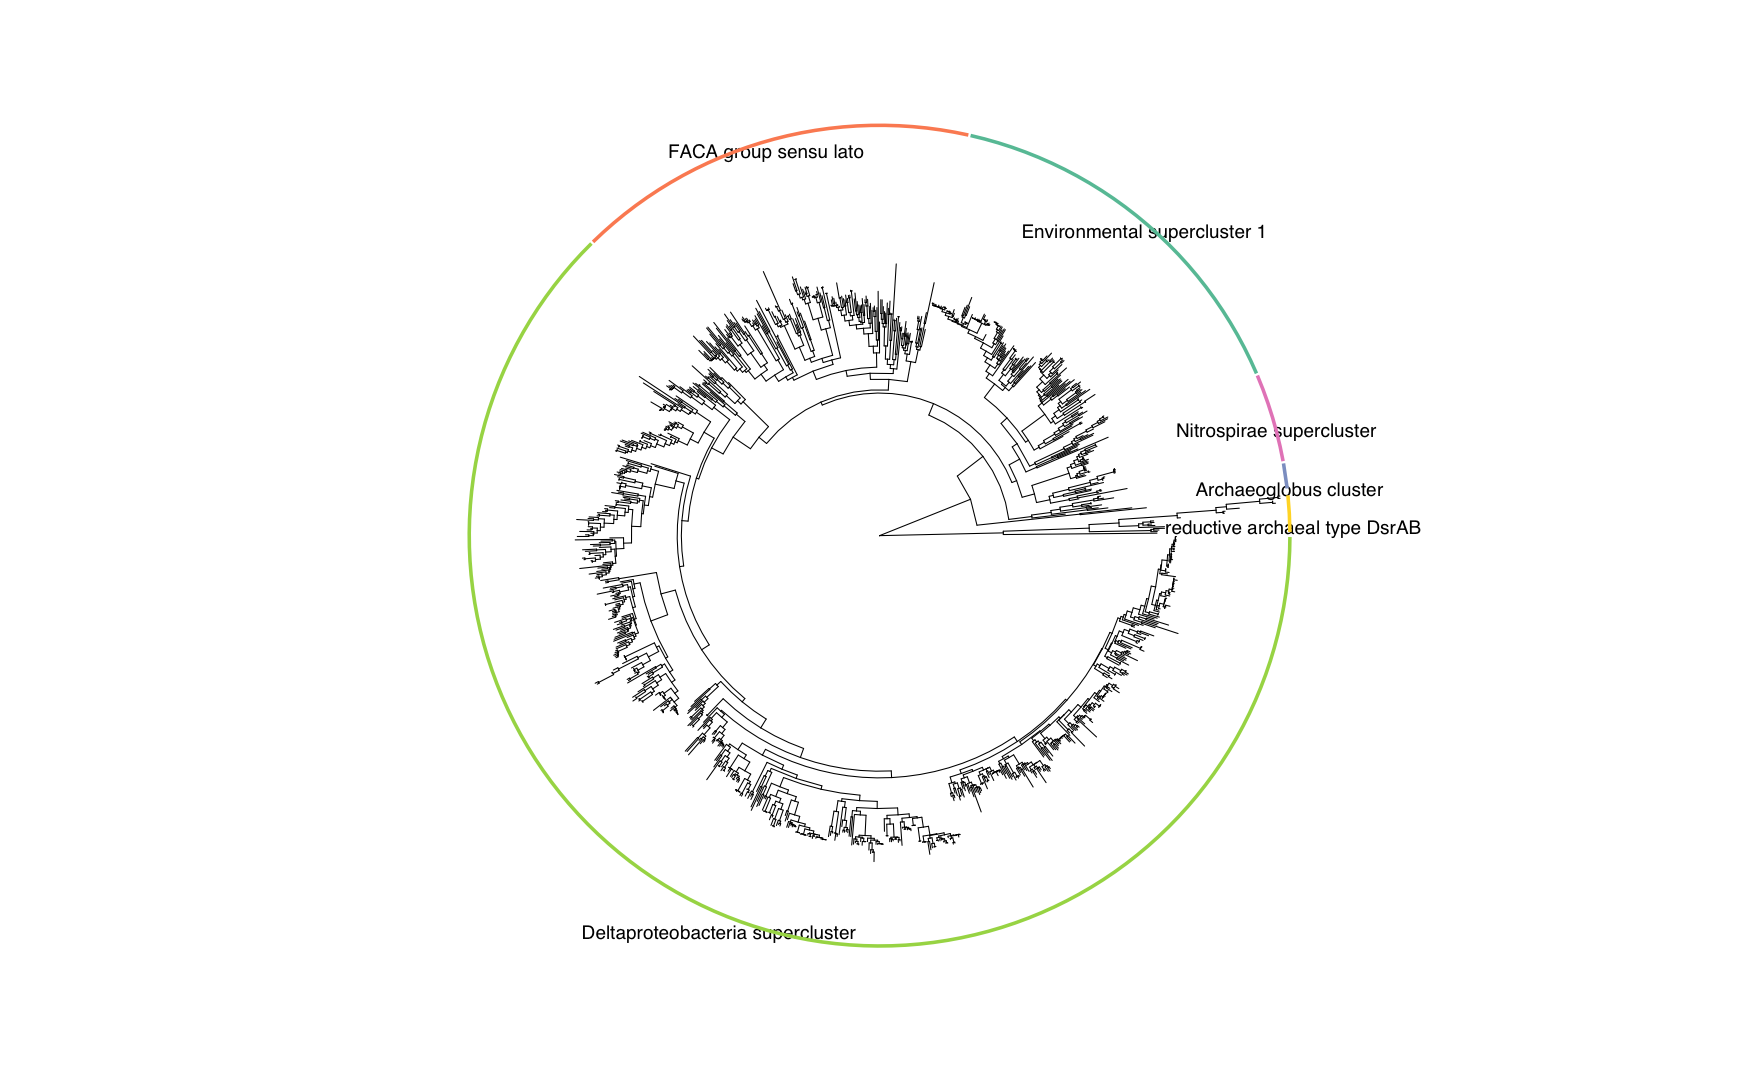 FACA group sensu lato
Environmental supercluster 1
Nitrospirae supercluster
Archaeoglobus cluster
reductive archaeal type DsrAB
Deltaproteobacteria supercluster